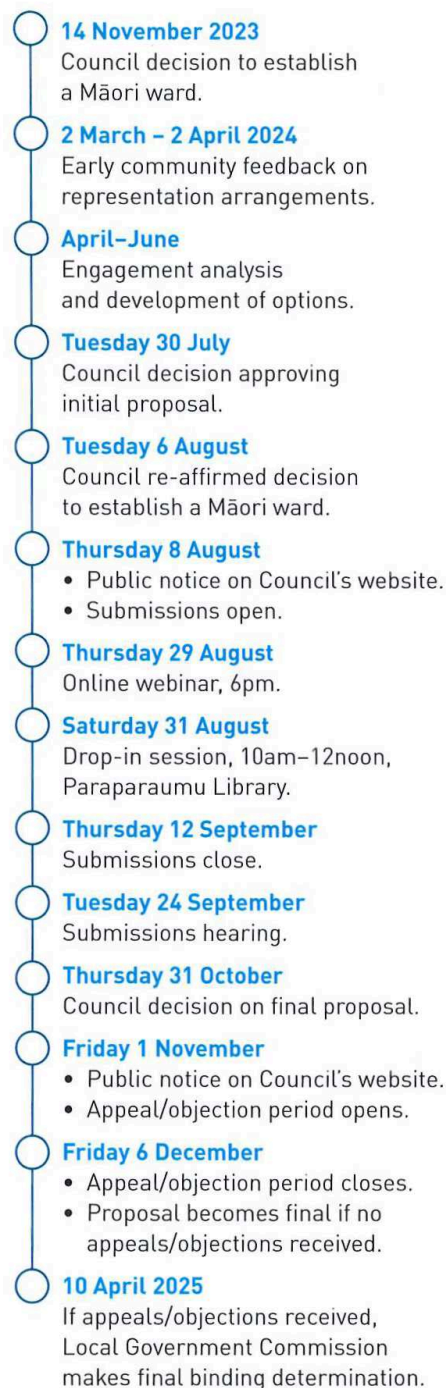 14 November 2023
Council decision to establish
a Māori ward.
2 March – 2 April 2024
Early community feedback on
representation arrangements.
April–June
Engagement analysis
and development of options.
Tuesday 30 July
Council decision approving
initial proposal.
Tuesday 6 August
Council re-affirmed decision
to establish a Māori ward.
Thursday 8 August
• Public notice on Council's website.
• Submissions open.
Thursday 29 August
Online webinar, 6pm.
Saturday 31 August
Drop-in session, 10am–12noon,
Paraparaumu Library.
Thursday 12 September
Submissions close.
Tuesday 24 September
Submissions hearing.
Thursday 31 October
Council decision on final proposal.
Friday 1 November
• Public notice on Council's website.
• Appeal/objection period opens.
Friday 6 December
• Appeal/objection period closes.
• Proposal becomes final if no
appeals/objections received.
10 April 2025
If appeals/objections received,
Local Government Commission
makes final binding determination.